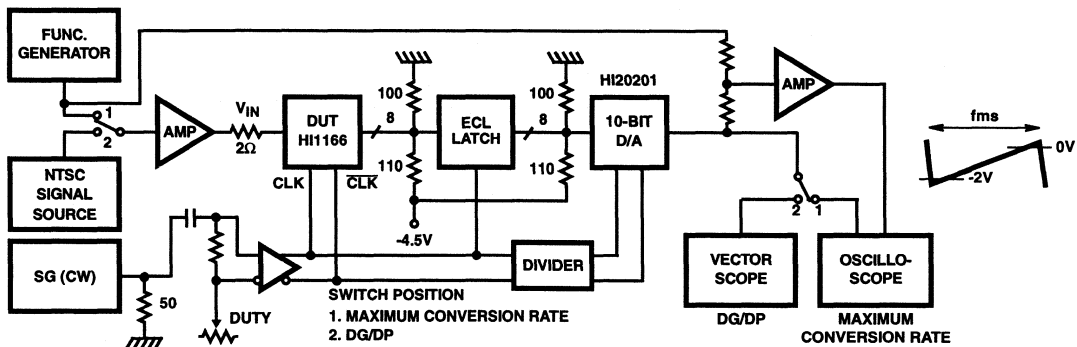 FUNC.
GENERATOR
1
2
NTSC
SIGNAL
SOURCE
SG (CW)
50
AMP
VIN
2Ω
DUT
HI1166
CLK
CLK
8
100
110
-4.5V
ECL
LATCH
8
100
110
HI20201
10-BIT
D/A
DIVIDER
DUTY
SWITCH POSITION
1. MAXIMUM CONVERSION RATE
2. DG/DP
AMP
2
1
VECTOR
SCOPE
DG/DP
OSCILLO-
SCOPE
MAXIMUM
CONVERSION RATE
fms
0V
-2V